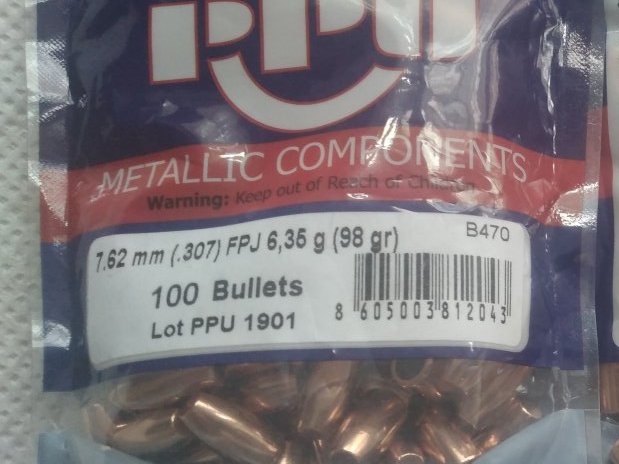 PPU
METALLIC COMPONENTS
Warning: Keep out of Reach of Children
7.62 mm (.307) FPJ 6,35 g (98 gr)
B470
100 Bullets
Lot PPU 1901
8 605003 812043